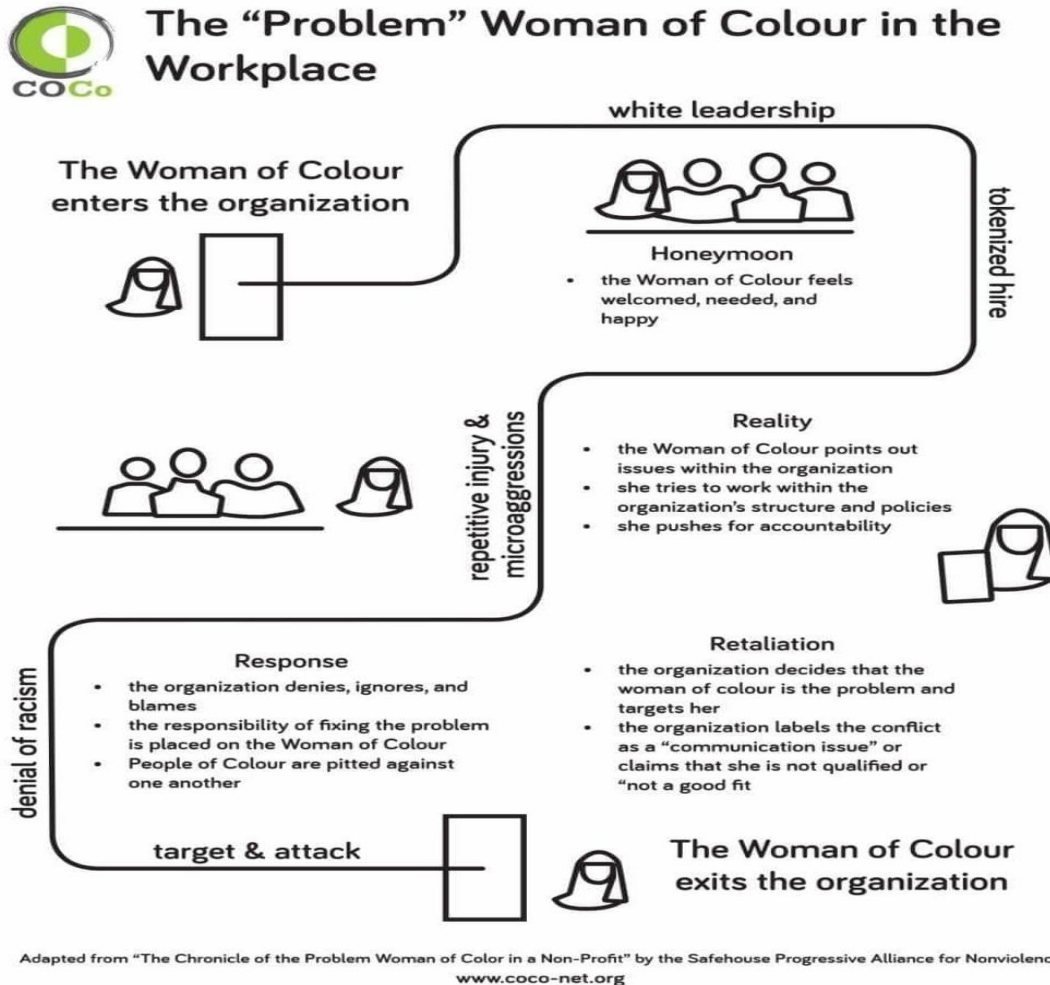 The “Problem” Woman of Colour in the
Workplace
COCo
white leadership
The Woman of Colour
enters the organization
tokenized hire
Honeymoon
• the Woman of Colour feels
welcomed, needed, and
happy
repetitive injury &
microaggressions
Reality
• the Woman of Colour points out
issues within the organization
• she tries to work within the
organization’s structure and policies
• she pushes for accountability
denial of racism
Response
• the organization denies, ignores, and
blames
• the responsibility of fixing the problem
is placed on the Woman of Colour
• People of Colour are pitted against
one another
Retaliation
• the organization decides that the
woman of colour is the problem and
targets her
• the organization labels the conflict
as a “communication issue” or
claims that she is not qualified or
“not a good fit
target & attack
The Woman of Colour
exits the organization
Adapted from “The Chronicle of the Problem Woman of Color in a Non-Profit” by the Safehouse Progressive Alliance for Nonviolenc
www.coco-net.org